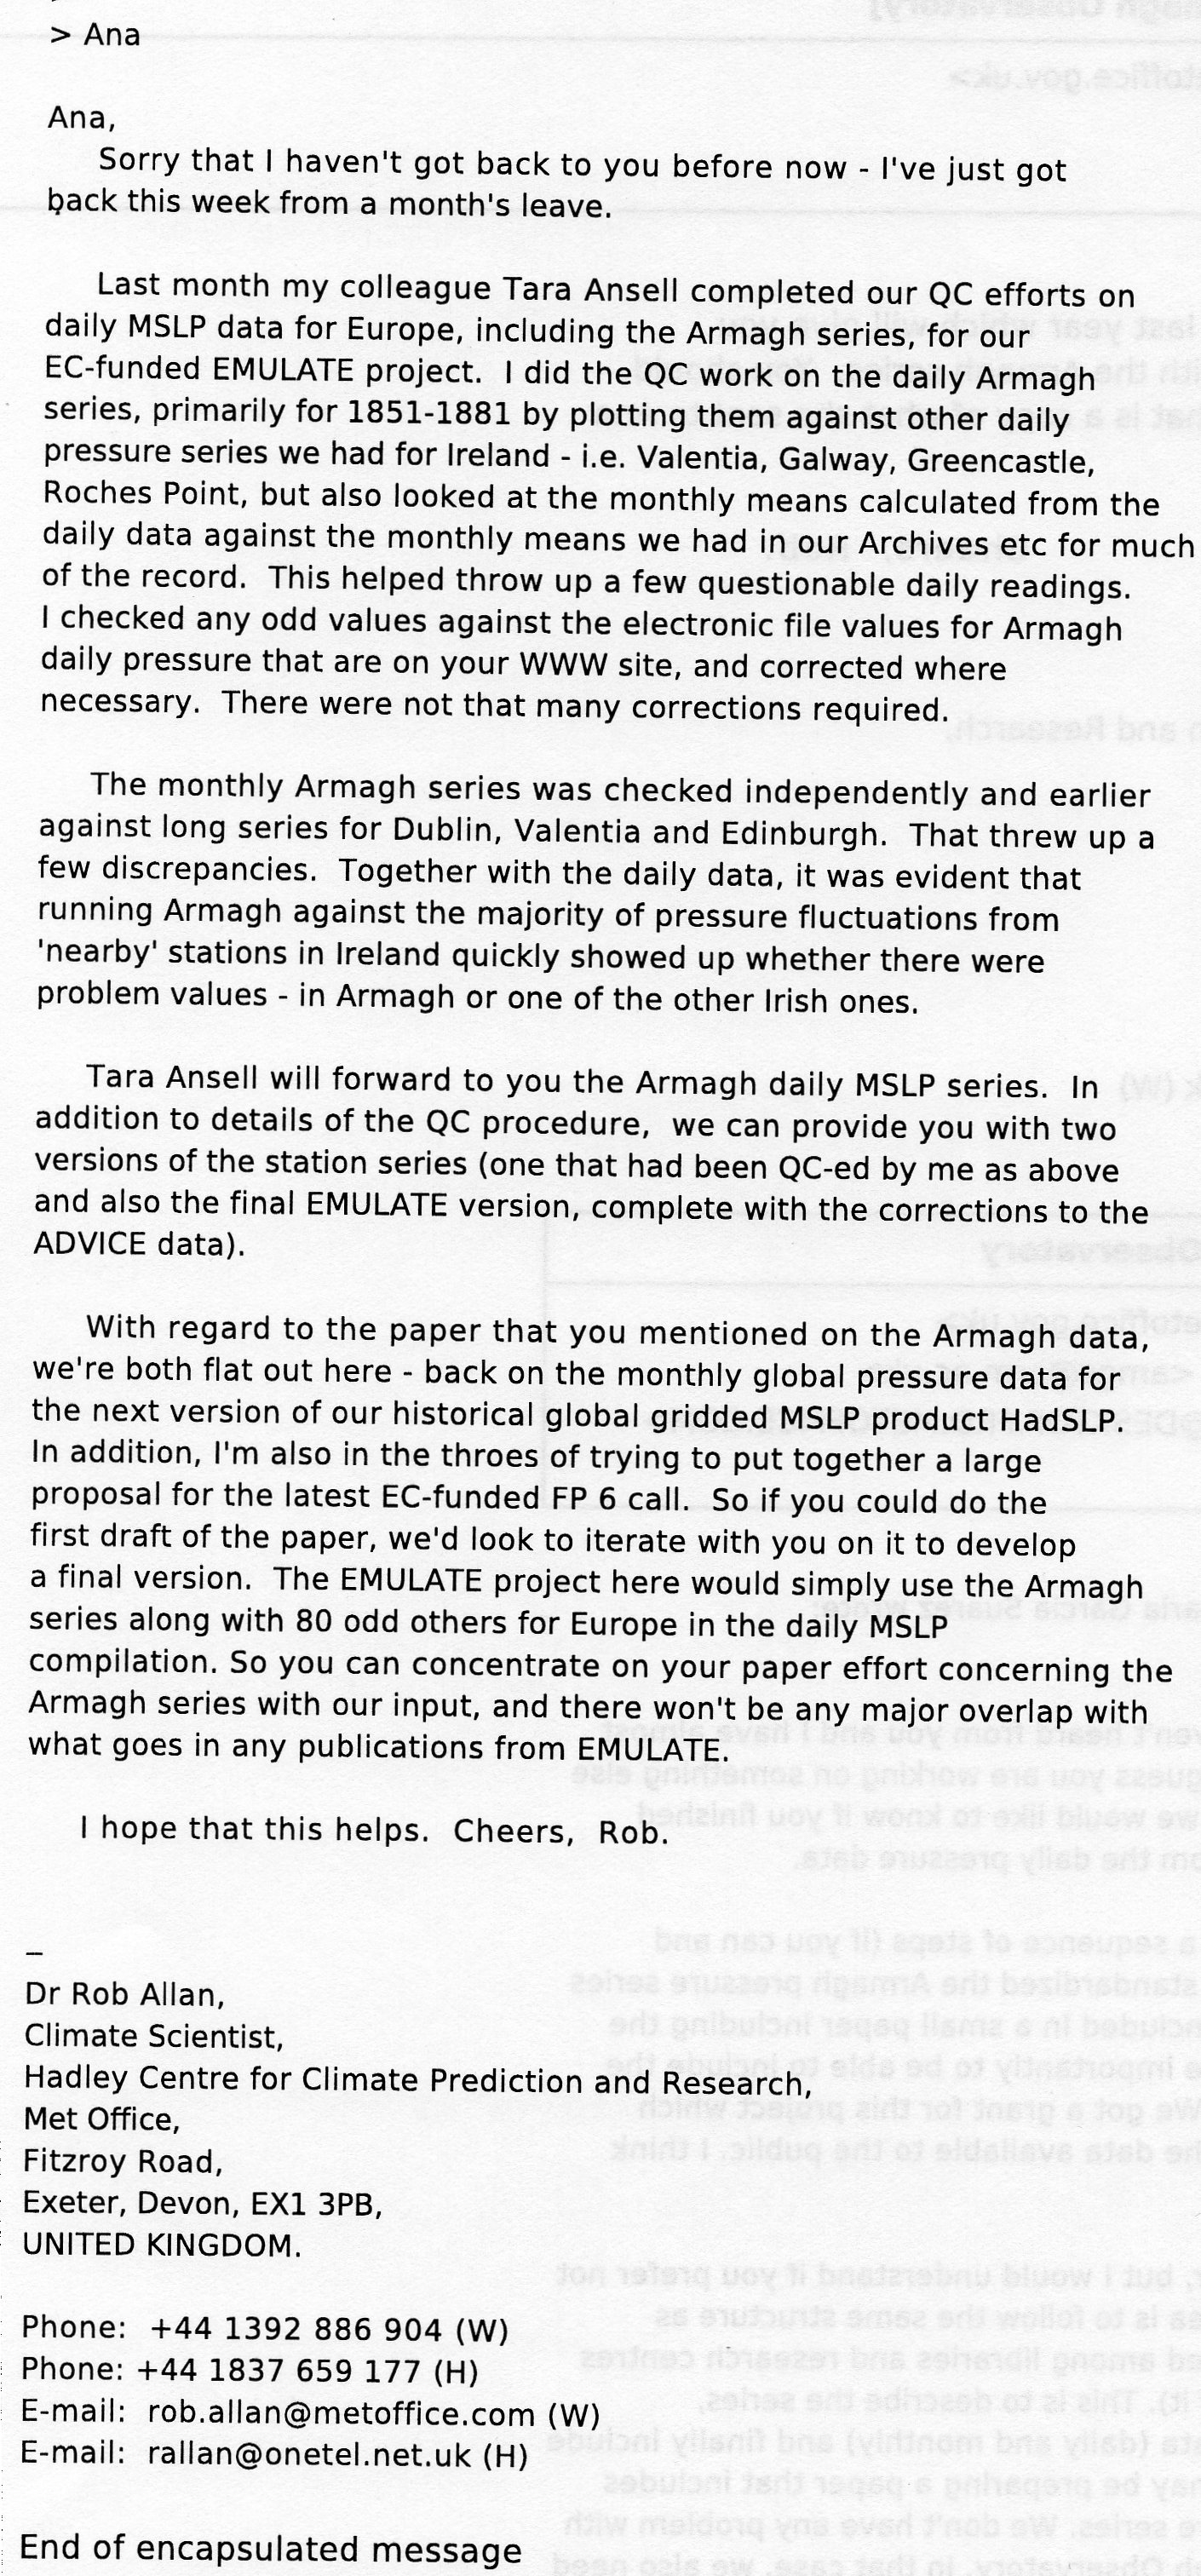 > Ana

Ana,
Sorry that I haven't got back to you before now - I've just got
back this week from a month's leave.

Last month my colleague Tara Ansell completed our QC efforts on
daily MSLP data for Europe, including the Armagh series, for our
EC-funded EMULATE project. I did the QC work on the daily Armagh
series, primarily for 1851-1881 by plotting them against other daily
pressure series we had for Ireland - i.e. Valentia, Galway, Greencastle,
Roches Point, but also looked at the monthly means calculated from the
daily data against the monthly means we had in our Archives etc for much
of the record. This helped throw up a few questionable daily readings.
I checked any odd values against the electronic file values for Armagh
daily pressure that are on your WWW site, and corrected where
necessary. There were not that many corrections required.

The monthly Armagh series was checked independently and earlier
against long series for Dublin, Valentia and Edinburgh. That threw up a
few discrepancies. Together with the daily data, it was evident that
running Armagh against the majority of pressure fluctuations from
'nearby' stations in Ireland quickly showed up whether there were
problem values - in Armagh or one of the other Irish ones.

Tara Ansell will forward to you the Armagh daily MSLP series. In
addition to details of the QC procedure, we can provide you with two
versions of the station series (one that had been QC-ed by me as above
and also the final EMULATE version, complete with the corrections to the
ADVICE data).

With regard to the paper that you mentioned on the Armagh data,
we're both flat out here - back on the monthly global pressure data for
the next version of our historical global gridded MSLP product HadSLP.
In addition, I'm also in the throes of trying to put together a large
proposal for the latest EC-funded FP 6 call. So if you could do the
first draft of the paper, we'd look to iterate with you on it to develop
a final version. The EMULATE project here would simply use the Armagh
series along with 80 odd others for Europe in the daily MSLP
compilation. So you can concentrate on your paper effort concerning the
Armagh series with our input, and there won't be any major overlap with
what goes in any publications from EMULATE.

I hope that this helps. Cheers, Rob.

--
Dr Rob Allan,
Climate Scientist,
Hadley Centre for Climate Prediction and Research,
Met Office,
Fitzroy Road,
Exeter, Devon, EX1 3PB,
UNITED KINGDOM.

Phone: +44 1392 886 904 (W)
Phone: +44 1837 659 177 (H)
E-mail: rob.allan@metoffice.com (W)
E-mail: rallan@onetel.net.uk (H)

End of encapsulated message